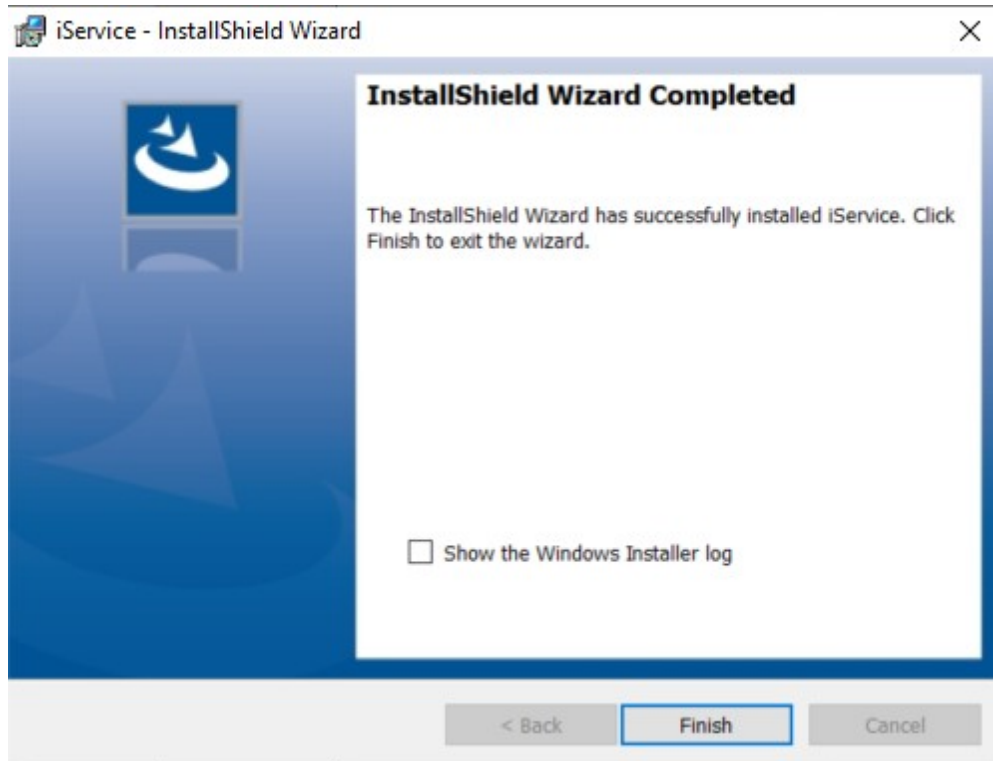 iService - InstallShield Wizard
InstallShield Wizard Completed
The InstallShield Wizard has successfully installed iService. Click
Finish to exit the wizard.
Show the Windows Installer log
< Back
Finish
Cancel